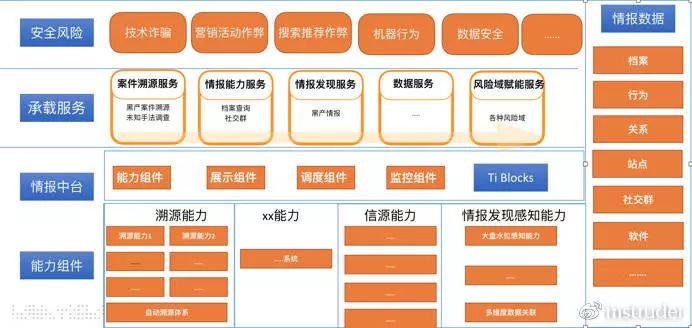 安全风险
技术诈骗
营销活动作弊
搜索推荐作弊
机器行为
数据安全
......
承载服务
案件溯源服务
黑产案件溯源
未知手法调查
情报能力服务
档案查询
社交群
情报发现服务
黑产情报
数据服务
....
风险域赋能服务
各种风险域
情报中台
能力组件
展示组件
调度组件
监控组件
Ti Blocks
能力组件
溯源能力
溯源能力1
溯源能力2
.....
.....
.....
.....
自动溯源体系
xx能力
....系统
信源能力
.....
.....
.....
.....
情报发现感知能力
大盘水位感知能力
.....
.....
多维度数据关联
情报数据
档案
行为
关系
站点
社交群
软件
.......
instruder